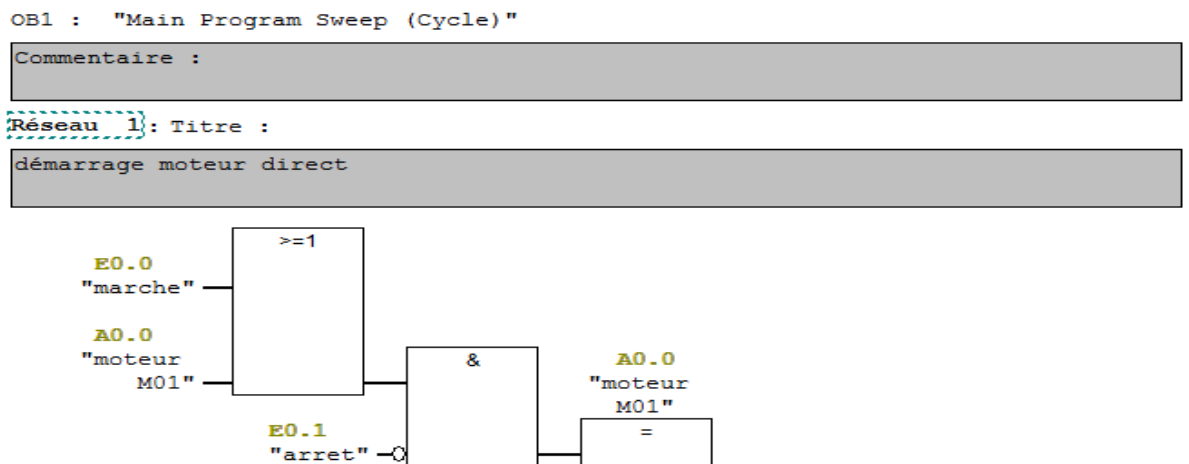 OB1 : "Main Program Sweep (Cycle)"
Commentaire :
Réseau 1: Titre :
démarrage moteur direct
>=1
E0.0
"marche"
A0.0
"moteur
M01"
&
A0.0
"moteur
M01"
=
E0.1
"arret"